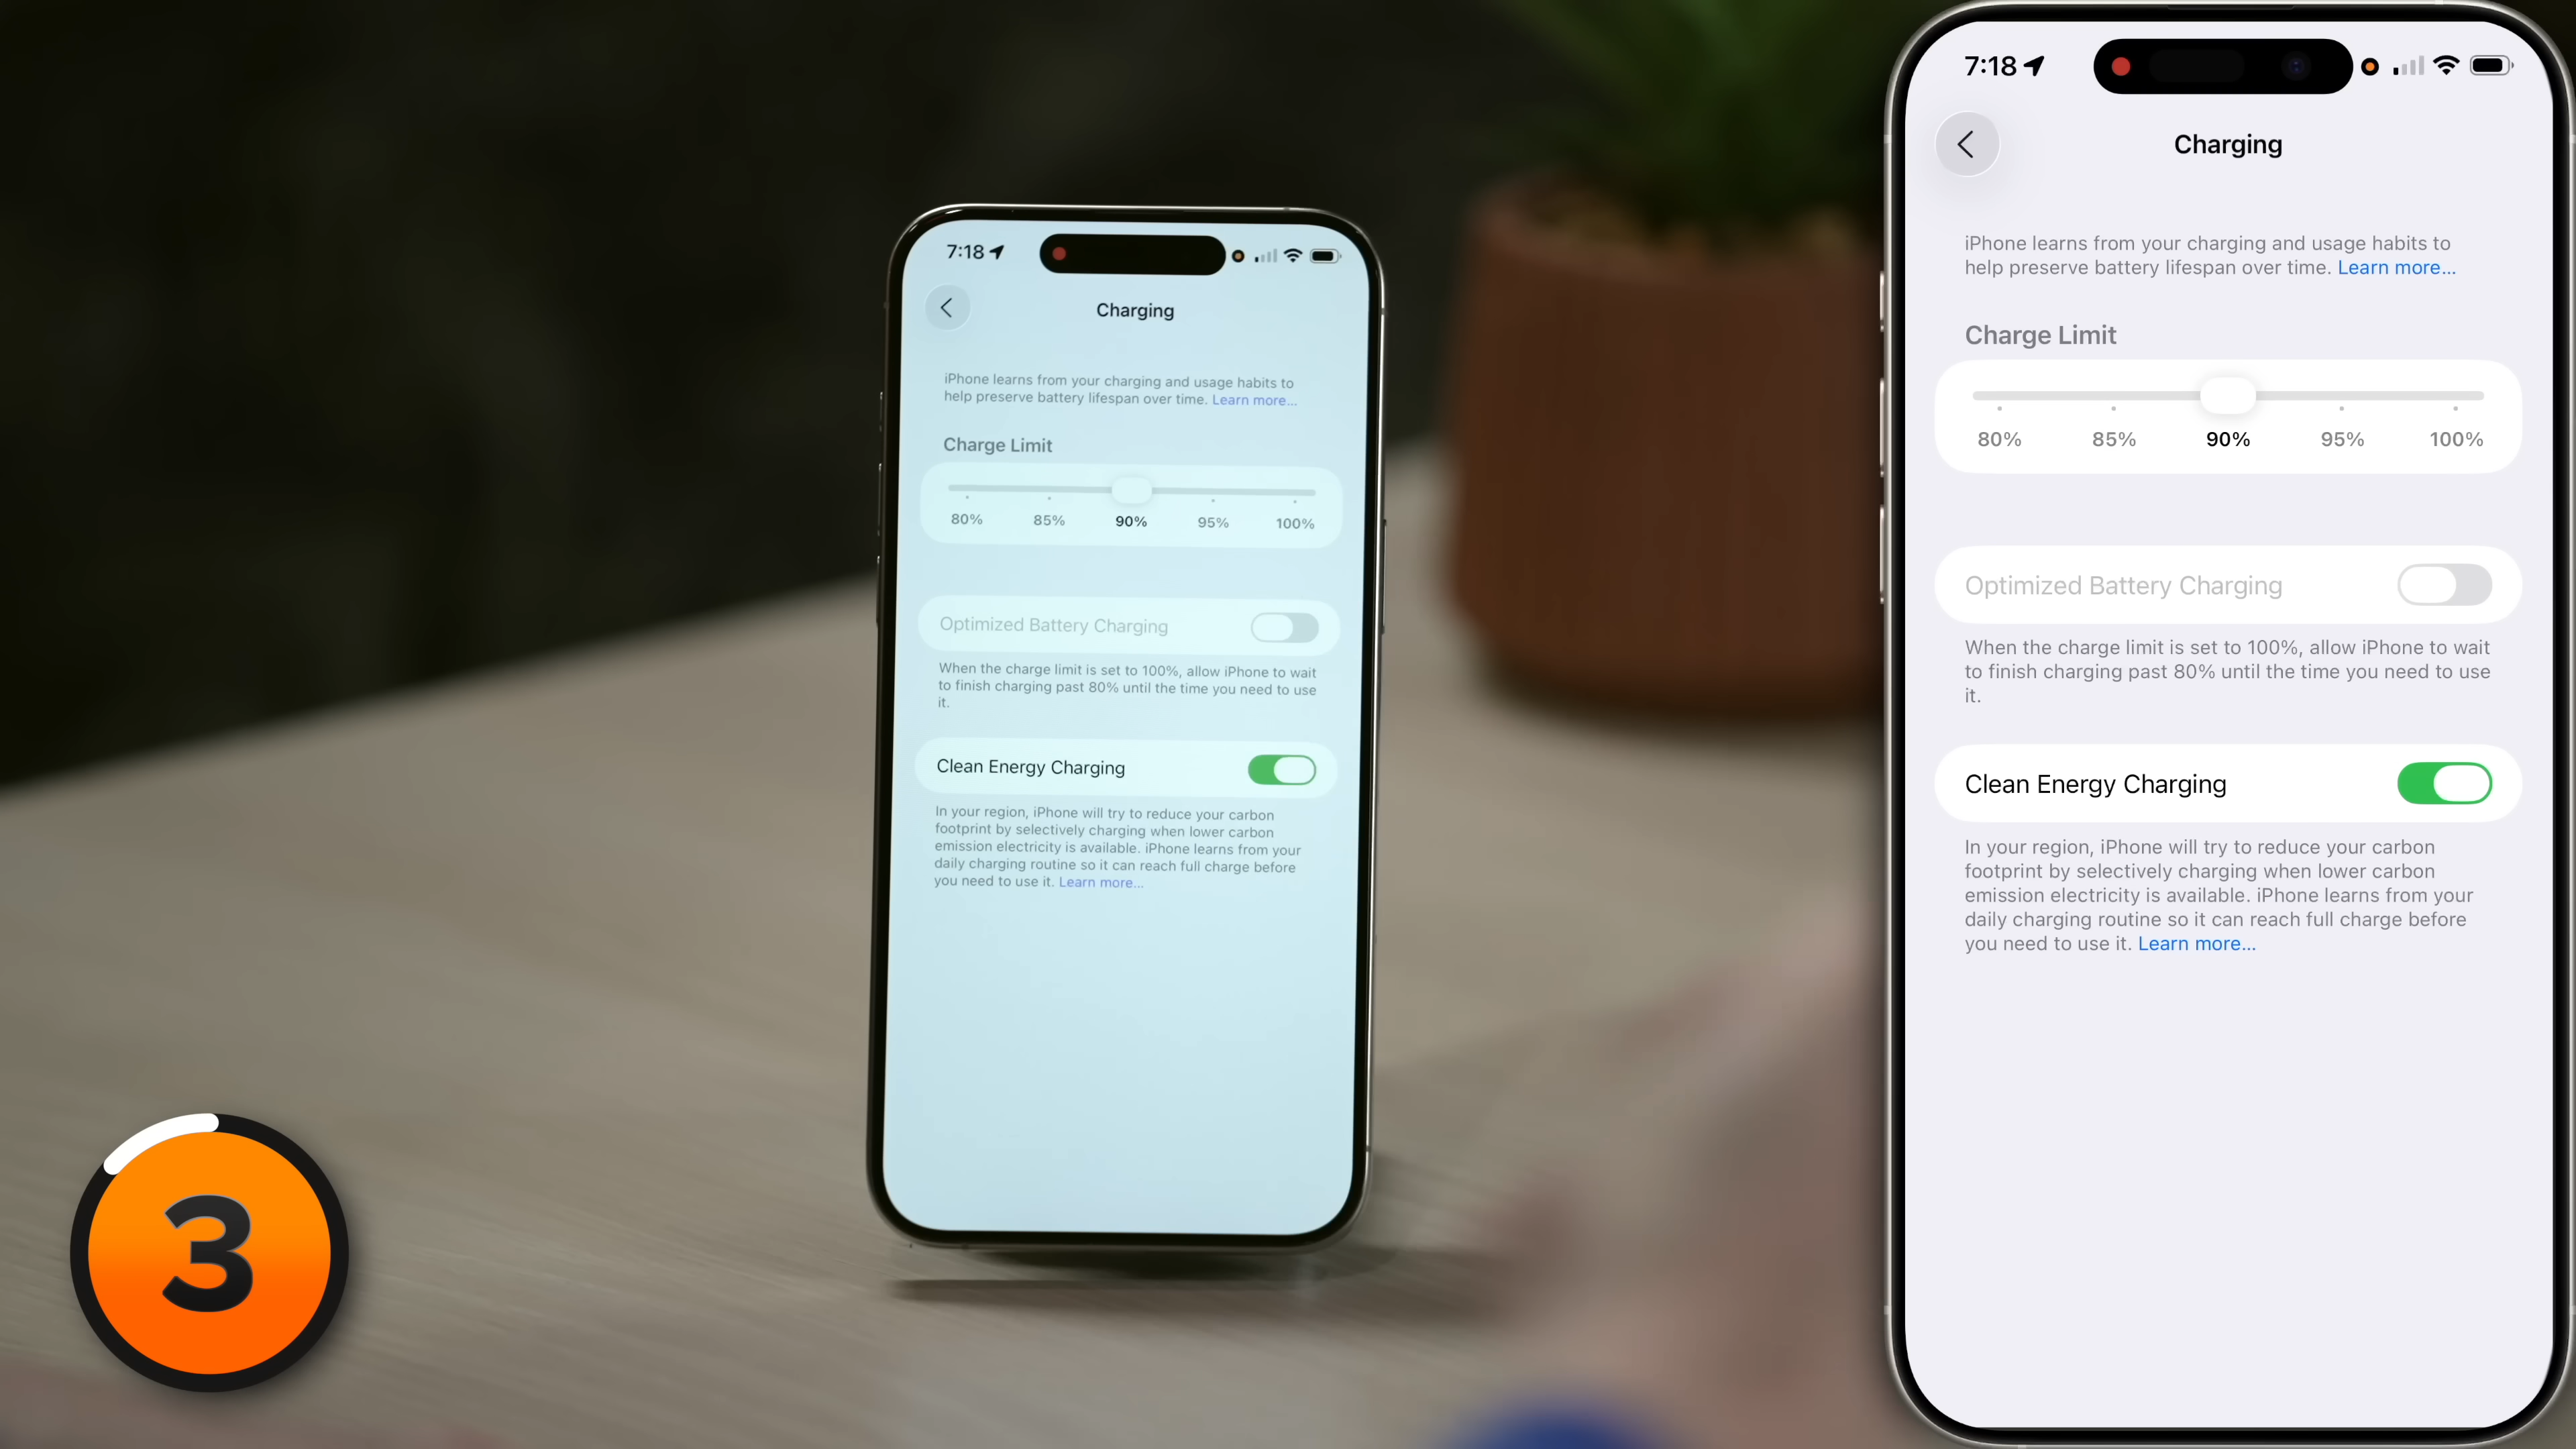 7:18
Charging
iPhone learns from your charging and usage habits to
help preserve battery lifespan over time. Learn more...
Charge Limit
80% 85% 90% 95% 100%
Optimized Battery Charging
When the charge limit is set to 100%, allow iPhone to wait
to finish charging past 80% until the time you need to use
it.
Clean Energy Charging
In your region, iPhone will try to reduce your carbon
footprint by selectively charging when lower carbon
emission electricity is available. iPhone learns from your
daily charging routine so it can reach full charge before
you need to use it. Learn more...
3
7:18
Charging
iPhone learns from your charging and usage habits to
help preserve battery lifespan over time. Learn more...
Charge Limit
80% 85% 90% 95% 100%
Optimized Battery Charging
When the charge limit is set to 100%, allow iPhone to wait
to finish charging past 80% until the time you need to use
it.
Clean Energy Charging
In your region, iPhone will try to reduce your carbon
footprint by selectively charging when lower carbon
emission electricity is available. iPhone learns from your
daily charging routine so it can reach full charge before
you need to use it. Learn more...